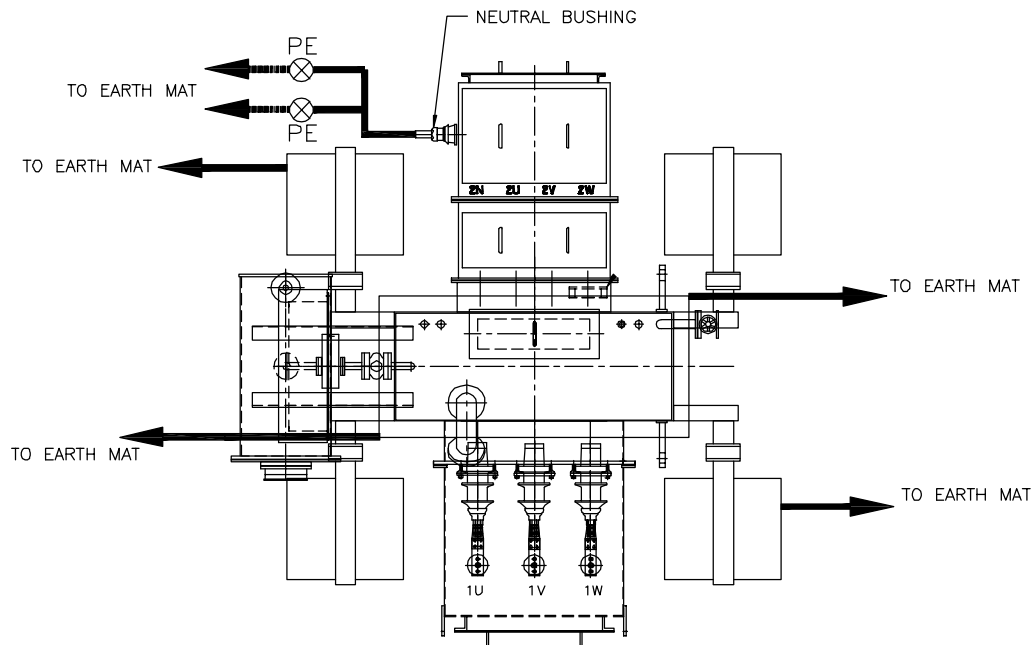 NEUTRAL BUSHING
PE
TO EARTH MAT
PE
TO EARTH MAT
2N 2U 2V 2W
TO EARTH MAT
TO EARTH MAT
TO EARTH MAT
1U 1V 1W